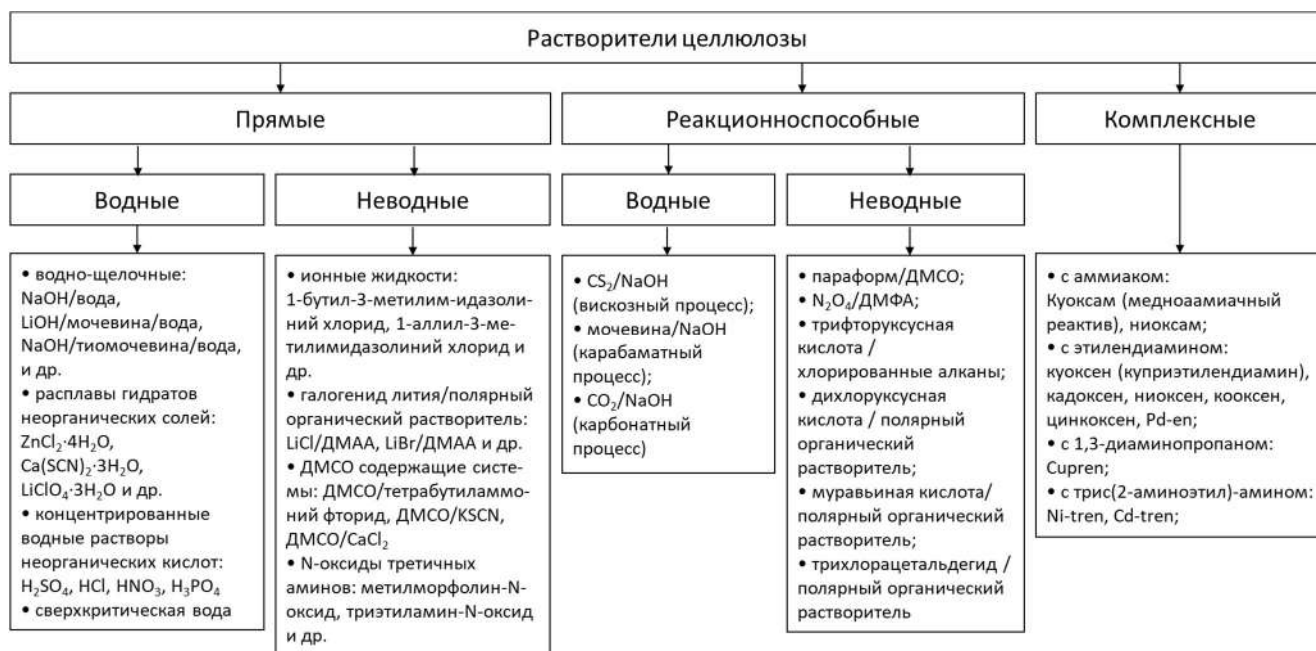 Растворители целлюлозы
Прямые
Реакционноспособные
Комплексные
Водные
Неводные
Водные
Неводные
• водно-щелочные:
NaOH/вода,
LiOH/мочевина/вода,
NaOH/тиомочевина/вода,
и др.
• расплавы гидратов
неорганических солей:
ZnCl₂·4H₂O,
Ca(SCN)₂·3H₂O,
LiClO₄·3H₂O и др.
• концентрированные
водные растворы
неорганических кислот:
H₂SO₄, HCl, HNO₃, H₃PO₄
• сверхкритическая вода
• ионные жидкости:
1-бутил-3-метилим-идазоли-
ний хлорид, 1-аллил-3-ме-
тилимидазолиний хлорид и
др.
• галогенид лития/полярный
органический растворитель:
LiCl/ДМАА, LiBr/ДМАА и др.
• ДМСО содержащие систе-
мы: ДМСО/тетрабутиламмо-
ний фторид, ДМСО/KSCN,
ДМСО/CaCl₂
• N-оксиды третичных
аминов: метилморфолин-N-
оксид, триэтиламин-N-оксид
и др.
• CS₂/NaOH
(вискозный процесс);
• мочевина/NaOH
(карабаматный
процесс);
• CO₂/NaOH
(карбонатный
процесс)
• параформ/ДМСО;
• N₂O₄/ДМФА;
• трифторуксусная
кислота /
хлорированные алканы;
• дихлоруксусная
кислота / полярный
органический
растворитель;
• муравьиная кислота/
полярный органический
растворитель;
• трихлорацетальдегид /
полярный органический
растворитель
• с аммиаком:
Куоксам (медноаамиачный
реактив), ниоксам;
• с этилендиамином:
куоксен (куприэтилендиамин),
кадоксен, ниоксен, кооксен,
цинкоксен, Pd-en;
• с 1,3-диаминопропаном:
Cupren;
• с трис(2-аминоэтил)-амином:
Ni-tren, Cd-tren;